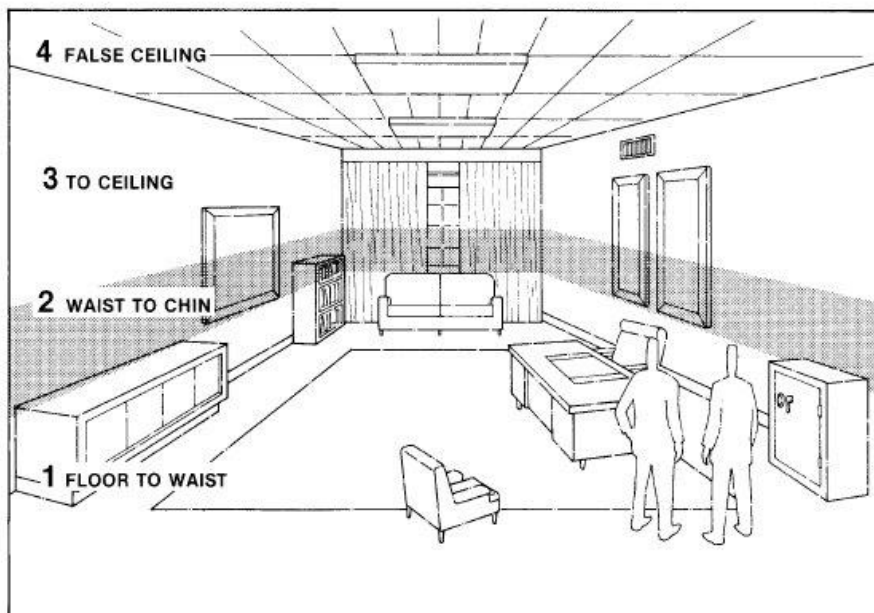 4 FALSE CEILING
3 TO CEILING
2 WAIST TO CHIN
1 FLOOR TO WAIST